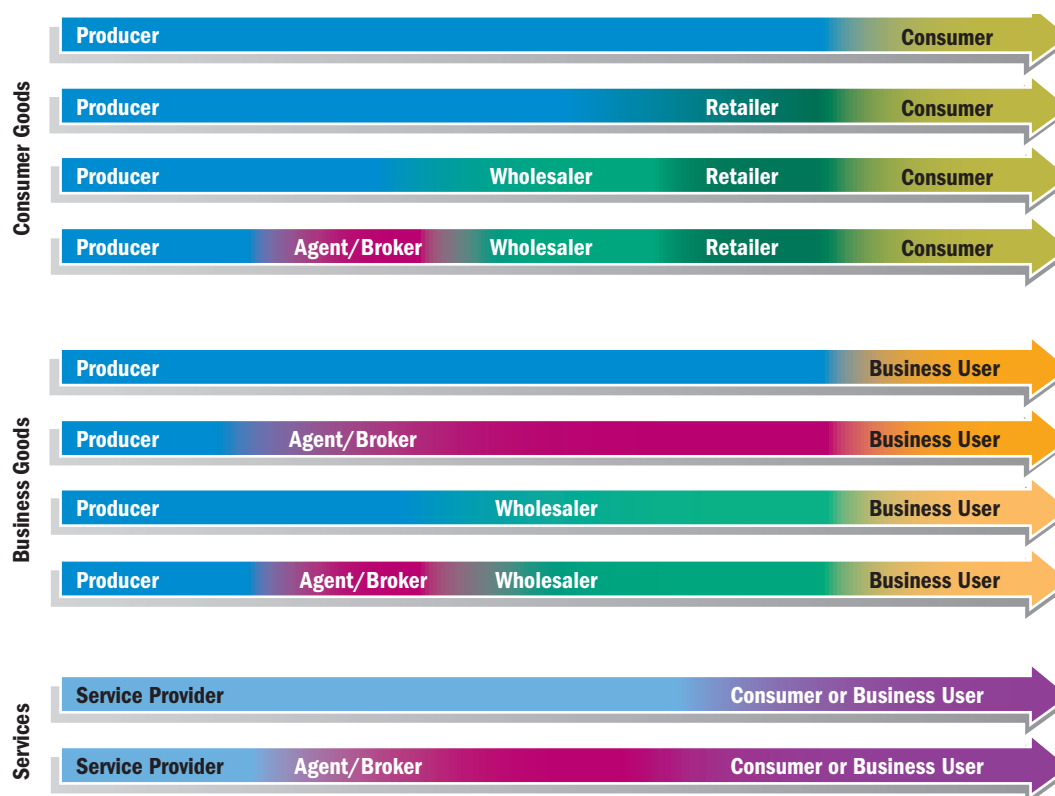 Consumer Goods
Producer Consumer
Producer Retailer Consumer
Producer Wholesaler Retailer Consumer
Producer Agent/Broker Wholesaler Retailer Consumer
Business Goods
Producer Business User
Producer Agent/Broker Business User
Producer Wholesaler Business User
Producer Agent/Broker Wholesaler Business User
Services
Service Provider Consumer or Business User
Service Provider Agent/Broker Consumer or Business User